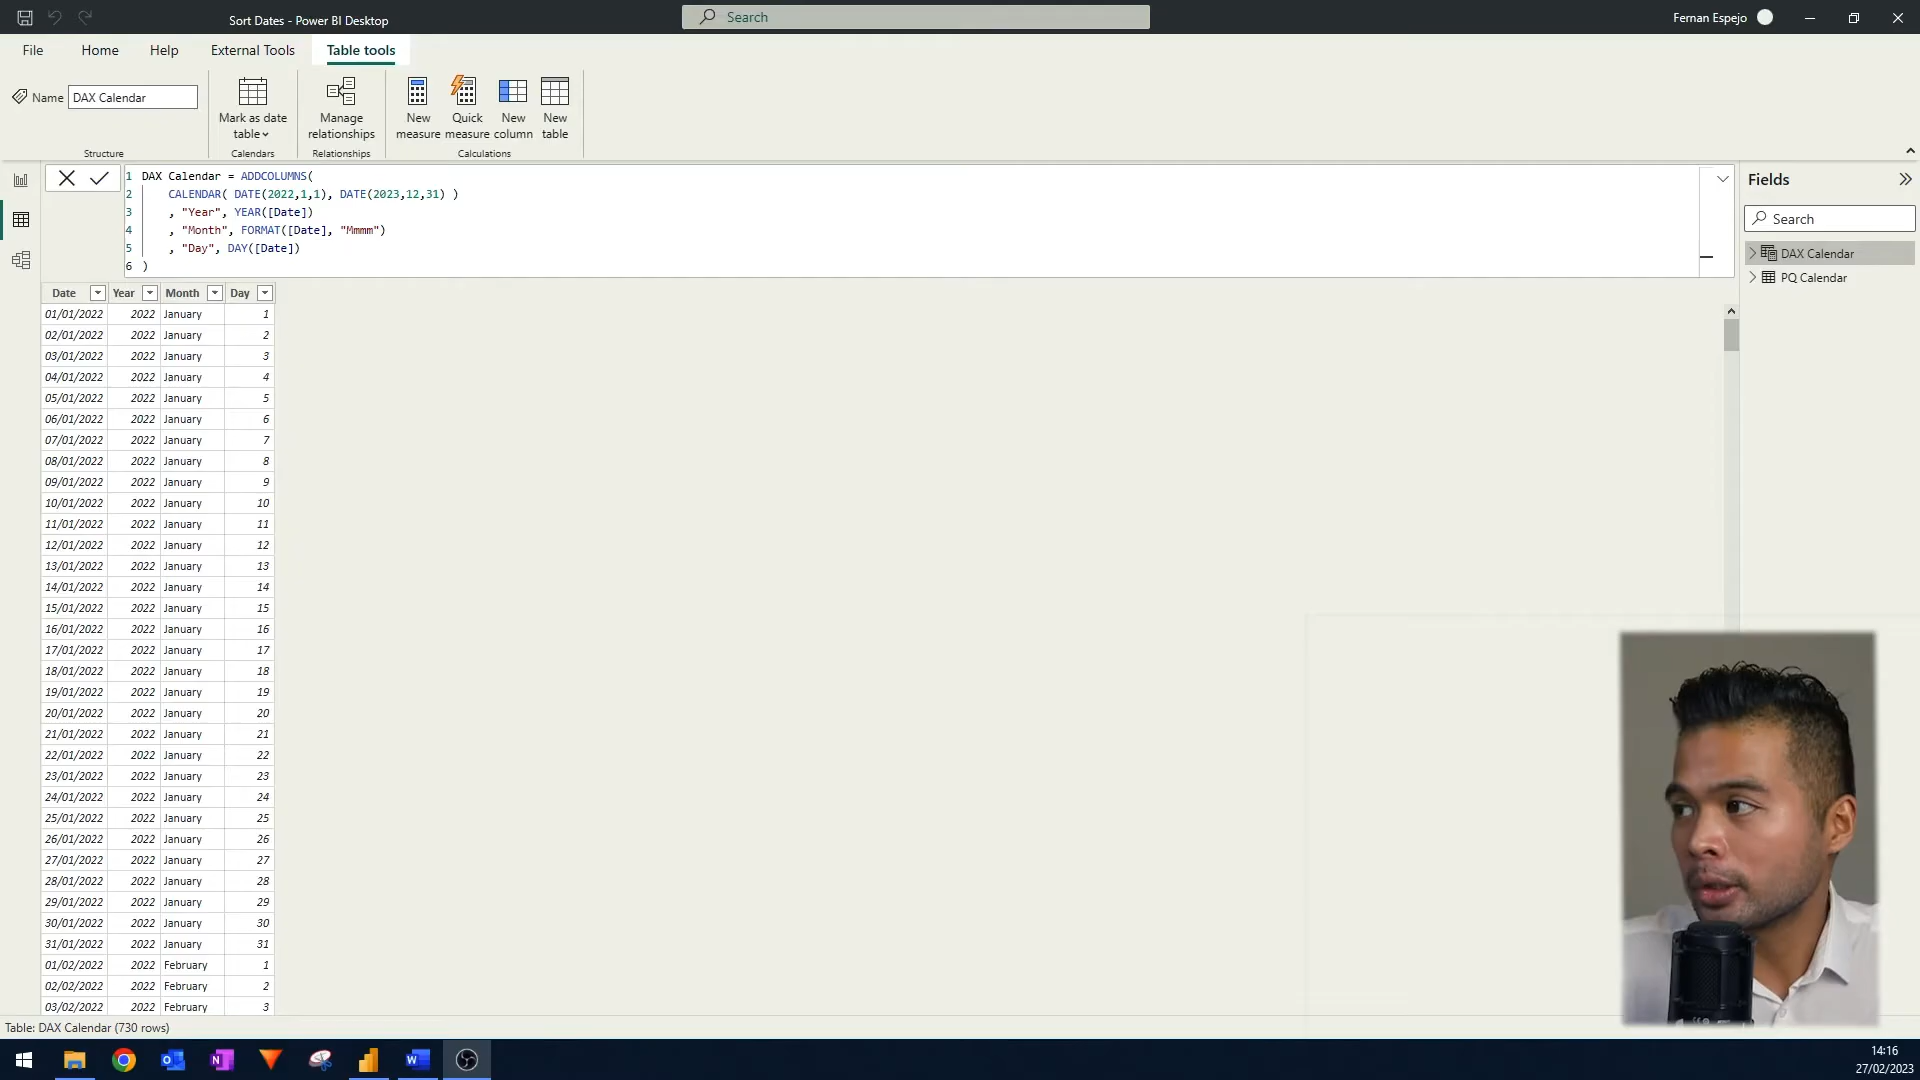 Sort Dates - Power BI Desktop
Search
Fernan Espejo
File Home Help External Tools Table tools
Name DAX Calendar
Mark as date table
Manage relationships
New measure
Quick measure
New column
New table
Structure Calendars Relationships Calculations
1 DAX Calendar = ADDCOLUMNS(
2 CALENDAR( DATE(2022,1,1), DATE(2023,12,31) )
3 , "Year", YEAR([Date])
4 , "Month", FORMAT([Date], "Mmmm")
5 , "Day", DAY([Date])
6 )
Fields
Search
DAX Calendar
PQ Calendar
Date Year Month Day
01/01/2022 2022 January 1
02/01/2022 2022 January 2
03/01/2022 2022 January 3
04/01/2022 2022 January 4
05/01/2022 2022 January 5
06/01/2022 2022 January 6
07/01/2022 2022 January 7
08/01/2022 2022 January 8
09/01/2022 2022 January 9
10/01/2022 2022 January 10
11/01/2022 2022 January 11
12/01/2022 2022 January 12
13/01/2022 2022 January 13
14/01/2022 2022 January 14
15/01/2022 2022 January 15
16/01/2022 2022 January 16
17/01/2022 2022 January 17
18/01/2022 2022 January 18
19/01/2022 2022 January 19
20/01/2022 2022 January 20
21/01/2022 2022 January 21
22/01/2022 2022 January 22
23/01/2022 2022 January 23
24/01/2022 2022 January 24
25/01/2022 2022 January 25
26/01/2022 2022 January 26
27/01/2022 2022 January 27
28/01/2022 2022 January 28
29/01/2022 2022 January 29
30/01/2022 2022 January 30
31/01/2022 2022 January 31
01/02/2022 2022 February 1
02/02/2022 2022 February 2
03/02/2022 2022 February 3
Table: DAX Calendar (730 rows)
14:16
27/02/2023